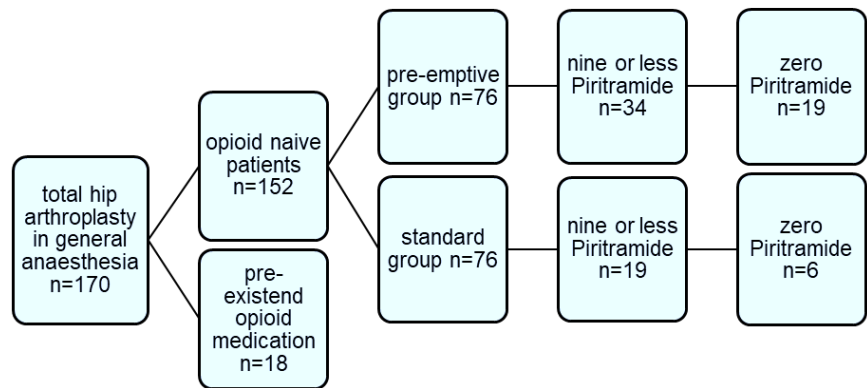 total hip
arthroplasty
in general
anaesthesia
n=170
opioid naive
patients
n=152
pre-
existend
opioid
medication
n=18
pre-emptive
group n=76
nine or less
Piritramide
n=34
zero
Piritramide
n=19
standard
group n=76
nine or less
Piritramide
n=19
zero
Piritramide
n=6